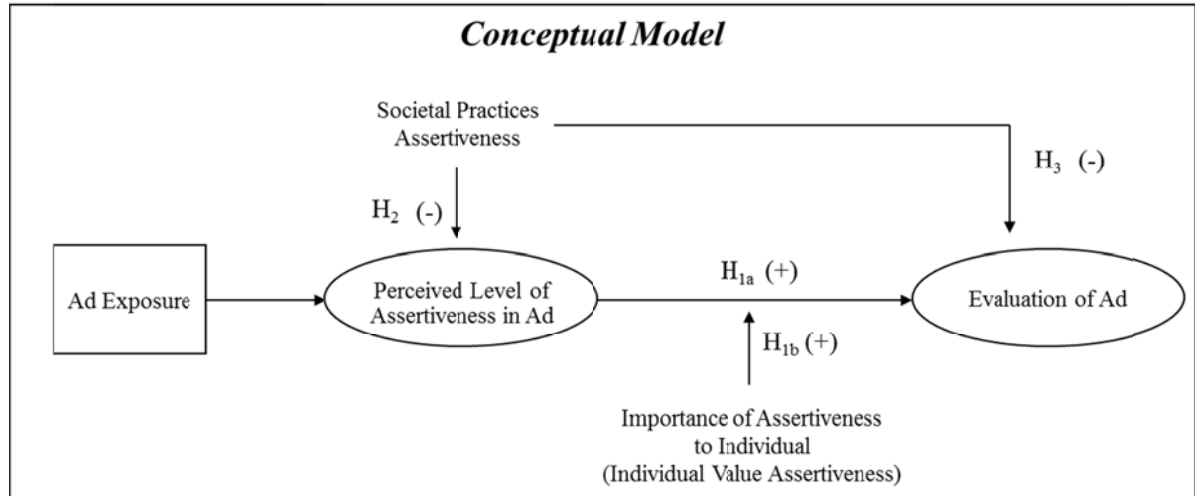 Conceptual Model
Societal Practices
Assertiveness
H₃ (-)
H₂ (-)
Ad Exposure
Perceived Level of
Assertiveness in Ad
H₁ₐ (+)
Evaluation of Ad
H₁b (+)
Importance of Assertiveness
to Individual
(Individual Value Assertiveness)